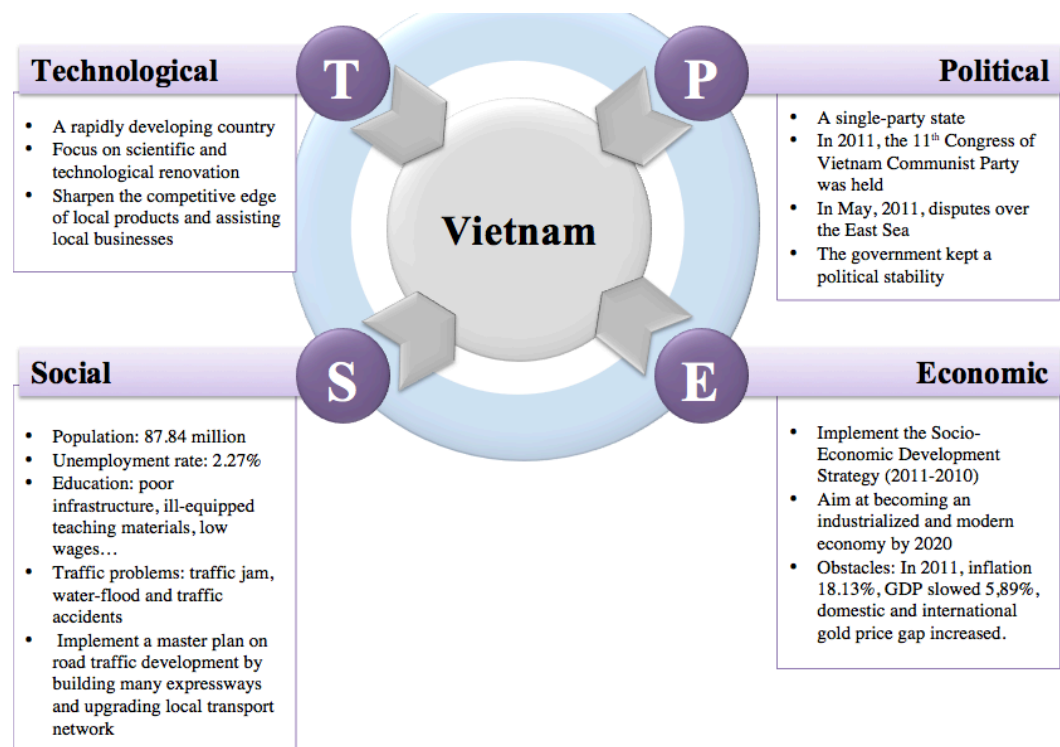 Technological
T
• A rapidly developing country
• Focus on scientific and
technological renovation
• Sharpen the competitive edge
of local products and assisting
local businesses
P
Political
• A single-party state
• In 2011, the 11th Congress of
Vietnam Communist Party
was held
• In May, 2011, disputes over
the East Sea
• The government kept a
political stability
Vietnam
Social
S
• Population: 87.84 million
• Unemployment rate: 2.27%
• Education: poor
infrastructure, ill-equipped
teaching materials, low
wages…
• Traffic problems: traffic jam,
water-flood and traffic
accidents
• Implement a master plan on
road traffic development by
building many expressways
and upgrading local transport
network
E
Economic
• Implement the Socio-
Economic Development
Strategy (2011-2010)
• Aim at becoming an
industrialized and modern
economy by 2020
• Obstacles: In 2011, inflation
18.13%, GDP slowed 5,89%,
domestic and international
gold price gap increased.